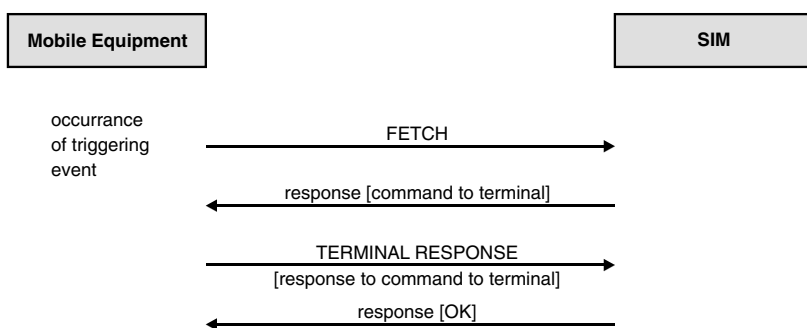 Mobile Equipment
SIM
occurrance
of triggering
event
FETCH
response [command to terminal]
TERMINAL RESPONSE
[response to command to terminal]
response [OK]